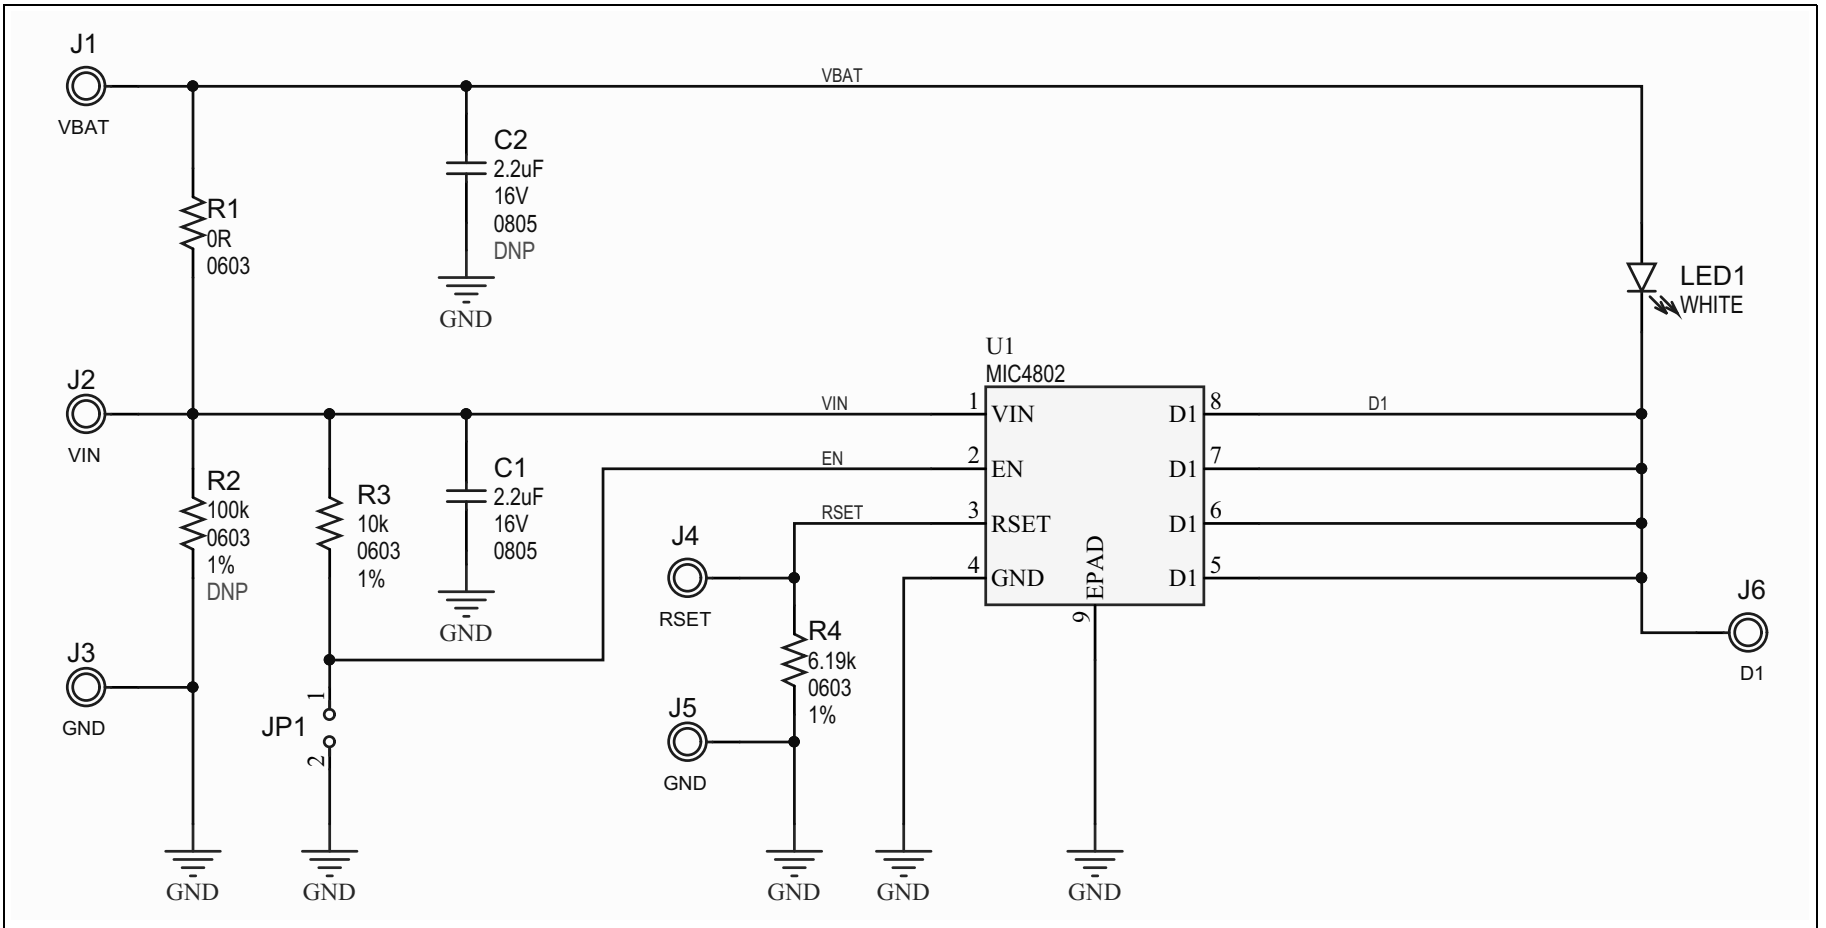 J1
VBAT
VBAT
C2
2.2uF
16V
0805
DNP
GND
R1
0R
0603
LED1
WHITE
U1
MIC4802
J2
VIN
VIN
1 VIN
2 EN
3 RSET
4 GND
D1 8
D1 7
D1 6
D1 5
EPAD
9
D1
EN
RSET
R2
100k
0603
1%
DNP
R3
10k
0603
1%
C1
2.2uF
16V
0805
GND
J4
RSET
R4
6.19k
0603
1%
J6
D1
J3
GND
JP1
1
2
J5
GND
GND
GND
GND
GND
GND